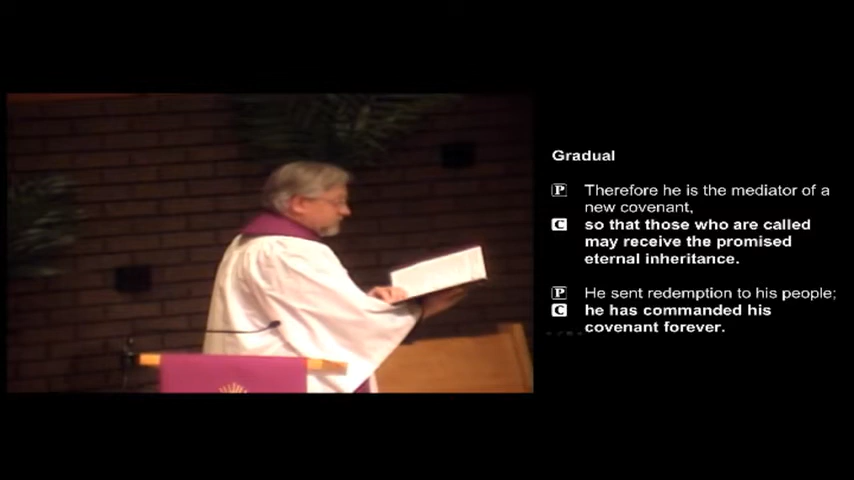 Gradual
P Therefore he is the mediator of a
new covenant,
C so that those who are called
may receive the promised
eternal inheritance.
P He sent redemption to his people;
C he has commanded his
covenant forever.